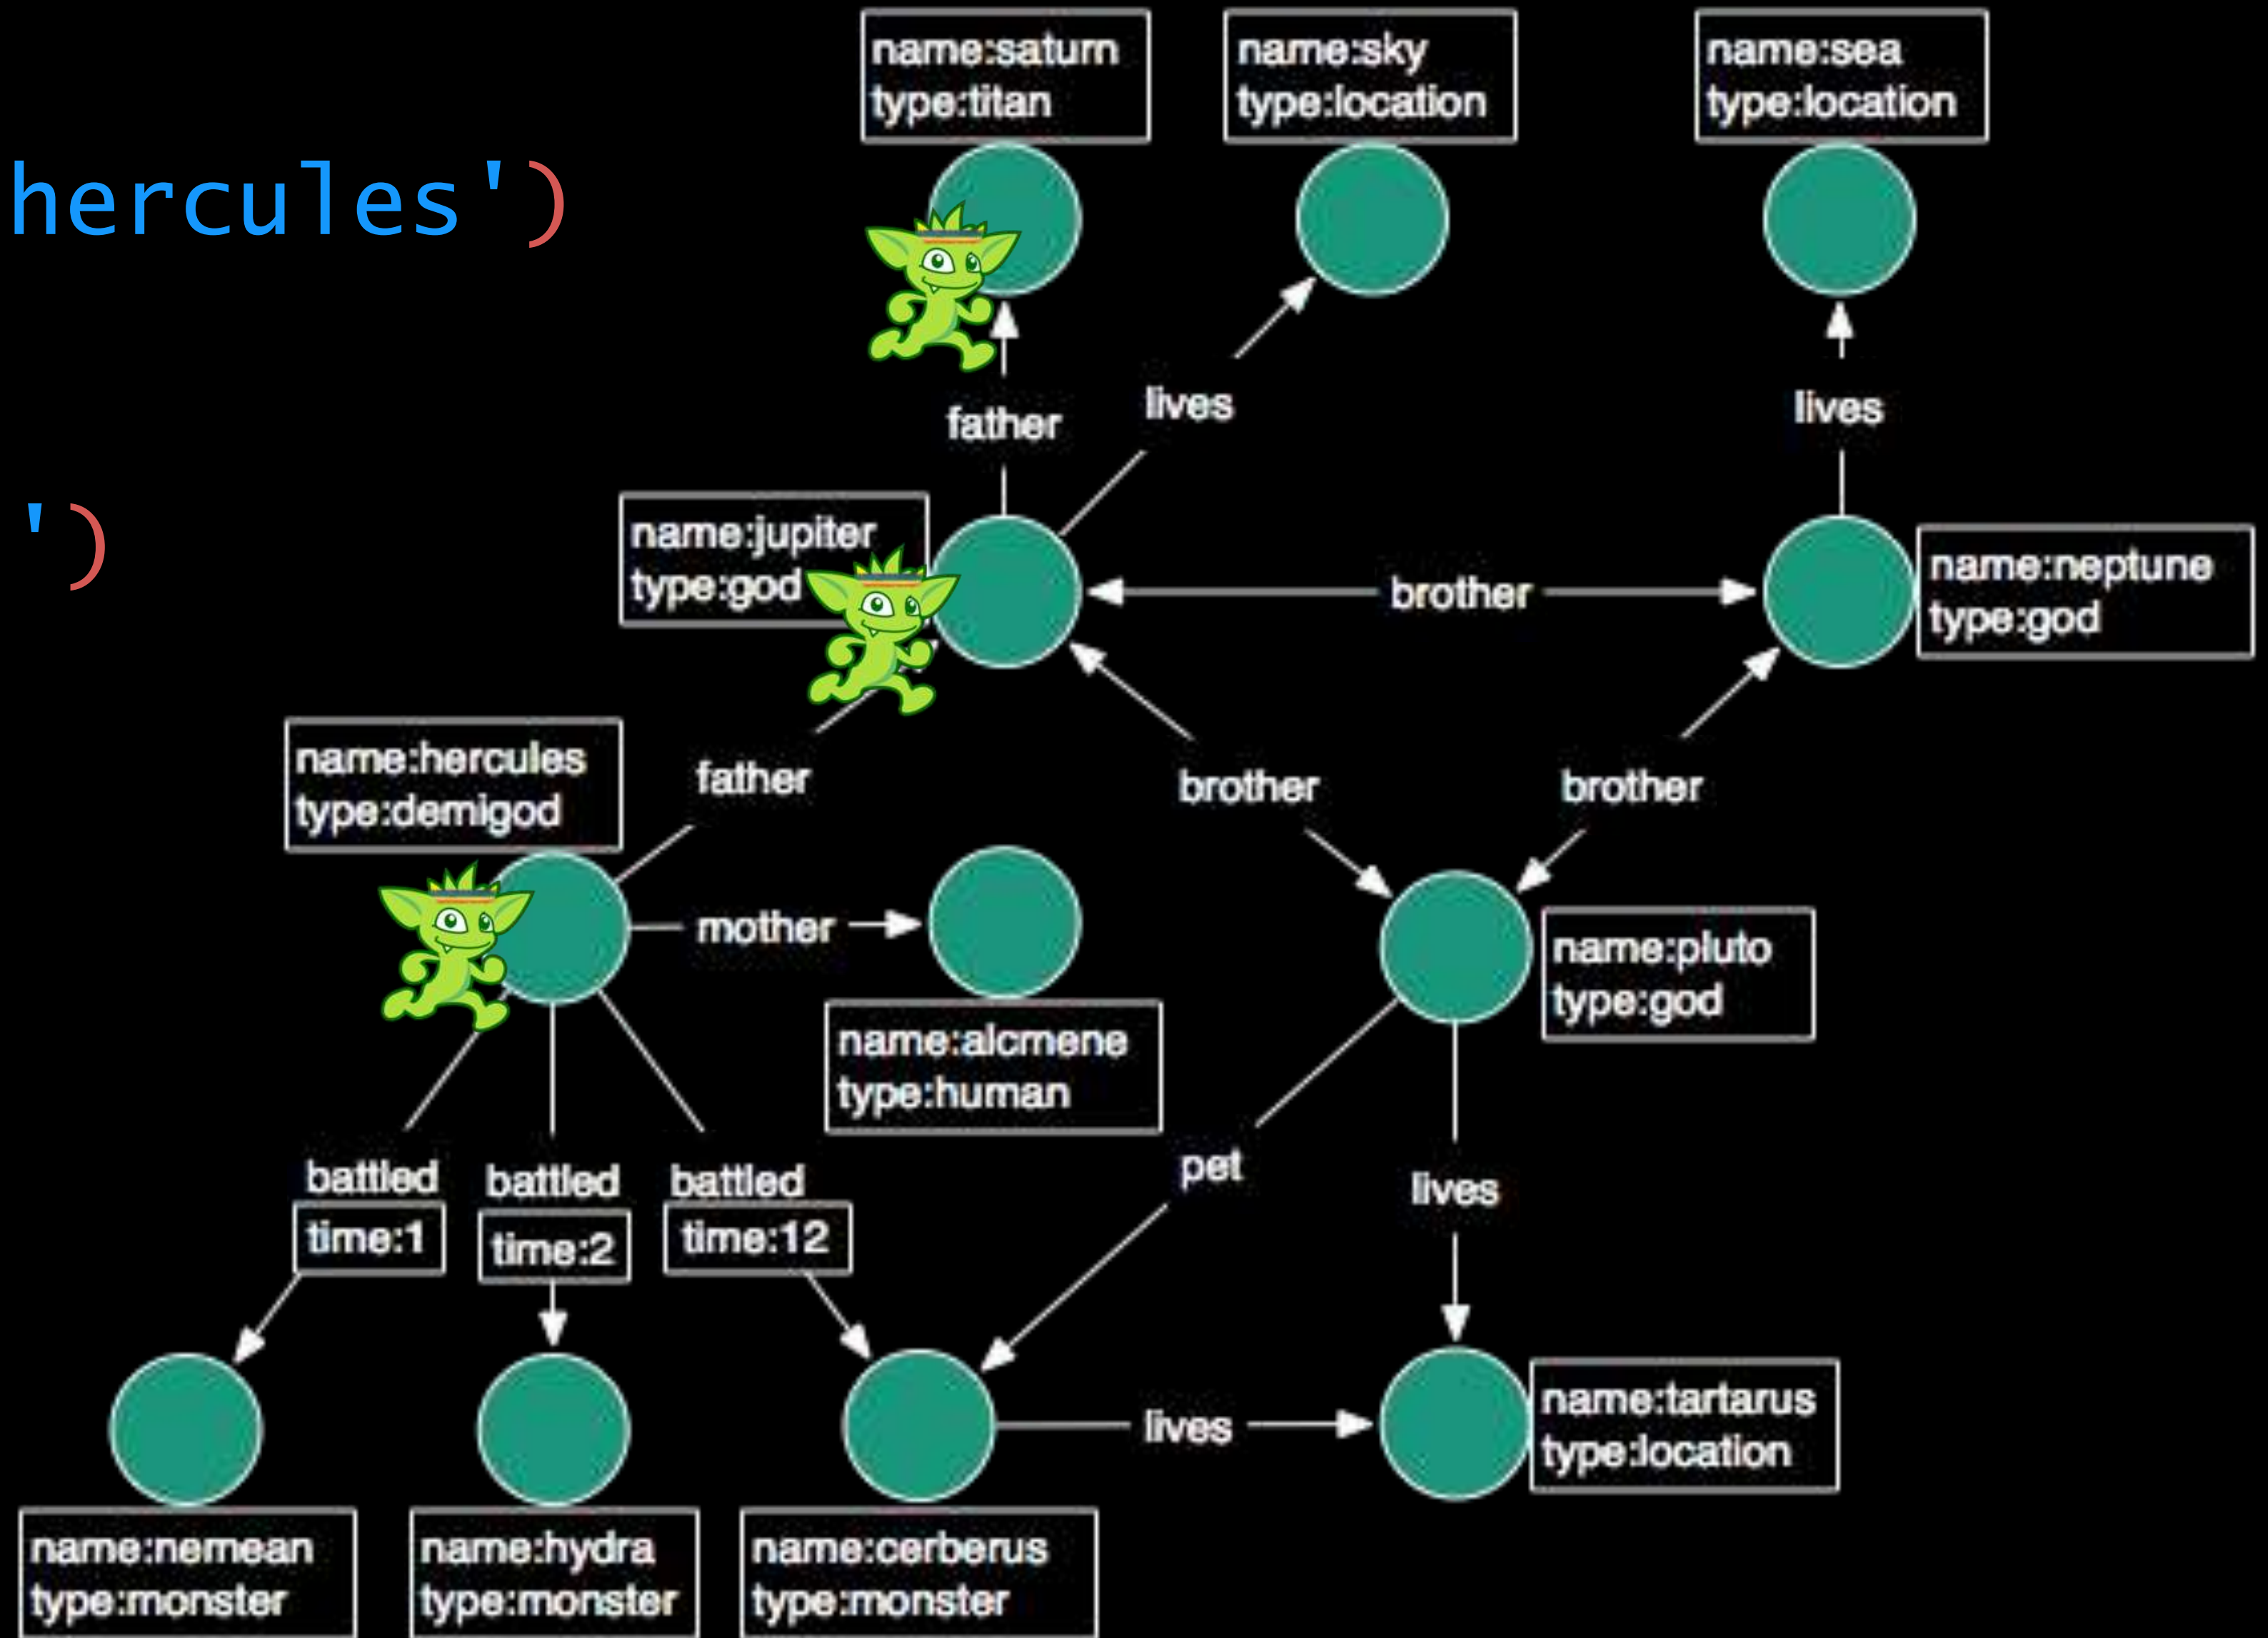 name:saturn
type:titan
name:sky
type:location
name:sea
type:location
hercules')
father
lives
lives
')
name:jupiter
type:god
brother
name:neptune
type:god
name:hercules
type:demigod
father
brother
brother
mother
name:pluto
type:god
name:alcmene
type:human
battled
time:1
battled
time:2
battled
time:12
pet
lives
lives
name:tartarus
type:location
name:nemean
type:monster
name:hydra
type:monster
name:cerberus
type:monster